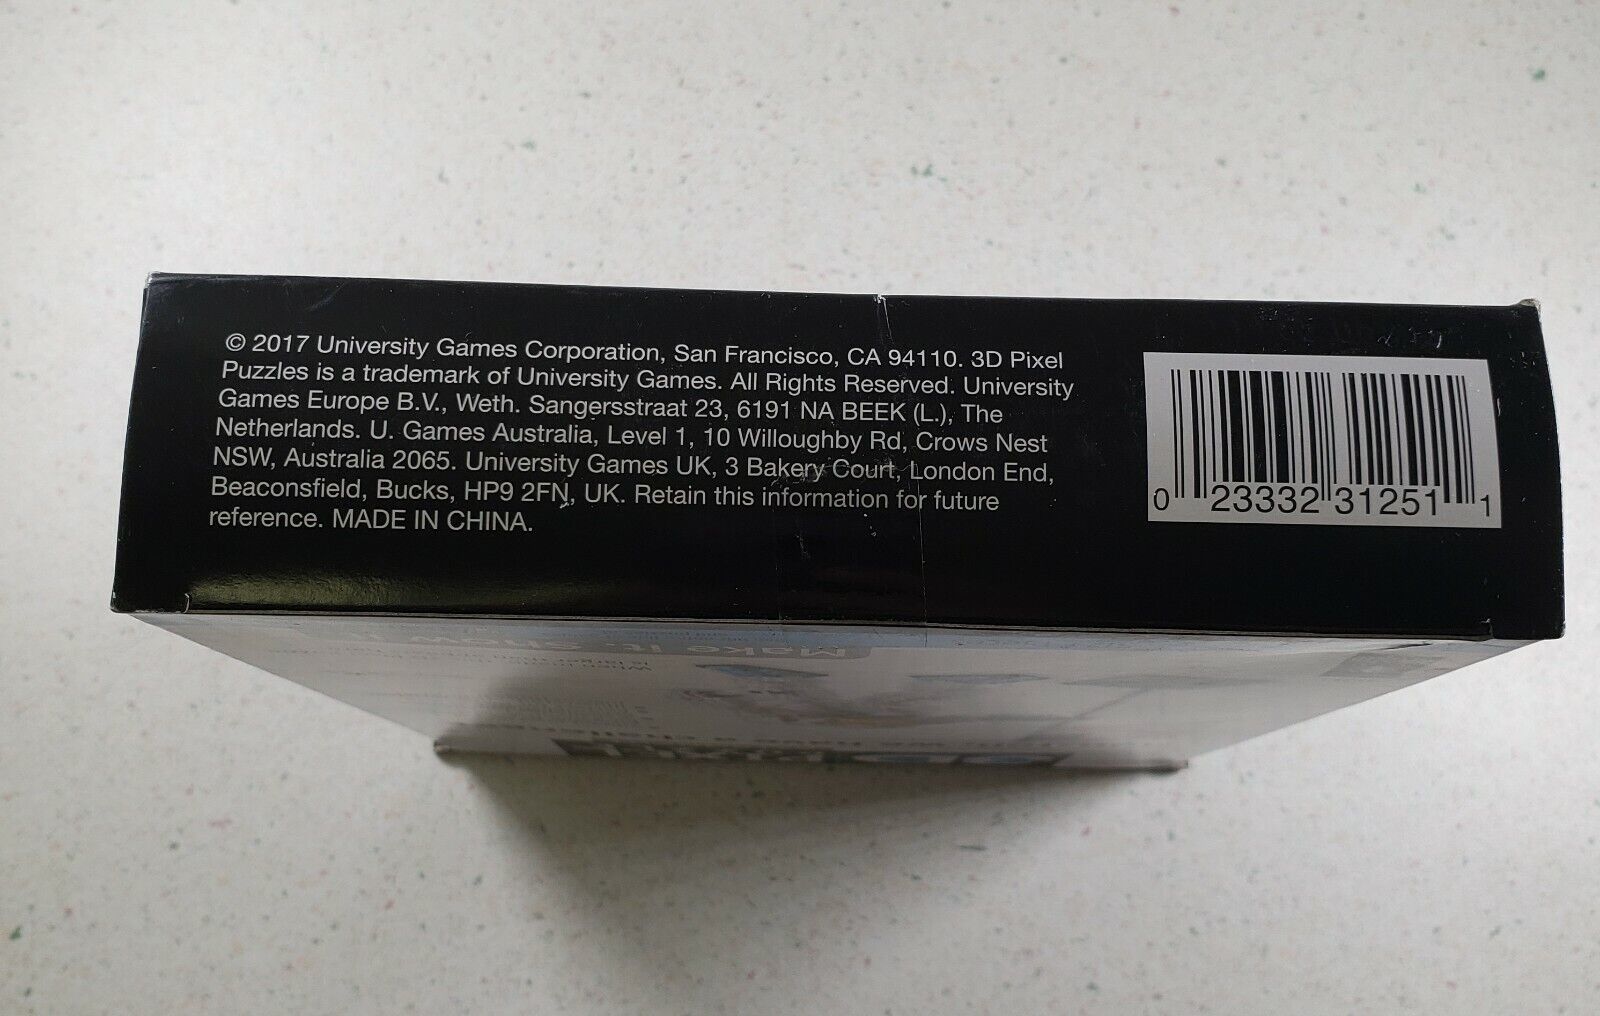 © 2017 University Games Corporation, San Francisco, CA 94110. 3D Pixel
Puzzles is a trademark of University Games. All Rights Reserved. University
Games Europe B.V., Weth. Sangersstraat 23, 6191 NA BEEK (L.), The
Netherlands. U. Games Australia, Level 1, 10 Willoughby Rd, Crows Nest
NSW, Australia 2065. University Games UK, 3 Bakery Court, London End,
Beaconsfield, Bucks, HP9 2FN, UK. Retain this information for future
reference. MADE IN CHINA.
0 23332 31251 1
Make it.